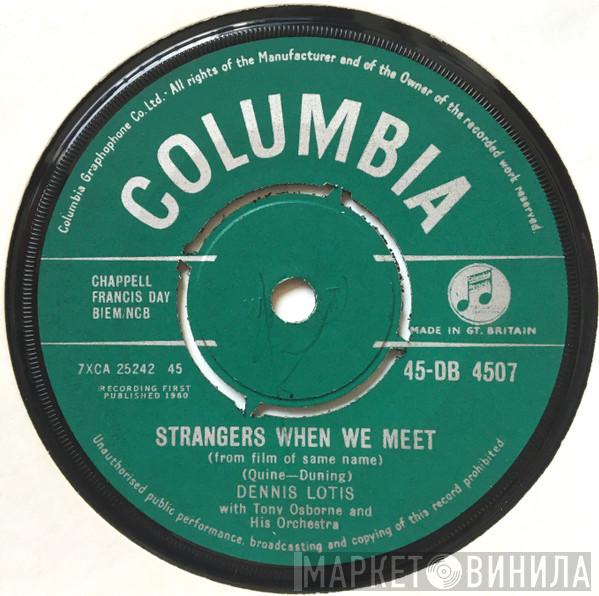 Columbia Graphophone Co. Ltd. · All rights of the Manufacturer and of the Owner of the recorded work reserved.
COLUMBIA
CHAPPELL
FRANCIS DAY
BIEM/NCB
MADE IN GT. BRITAIN
7XCA 25242 45
45-DB 4507
RECORDING FIRST
PUBLISHED 1960
STRANGERS WHEN WE MEET
(from film of same name)
(Quine—Duning)
DENNIS LOTIS
with Tony Osborne and
His Orchestra
Unauthorised public performance, broadcasting and copying of this record prohibited
МАРКЕТ ВИНИЛА